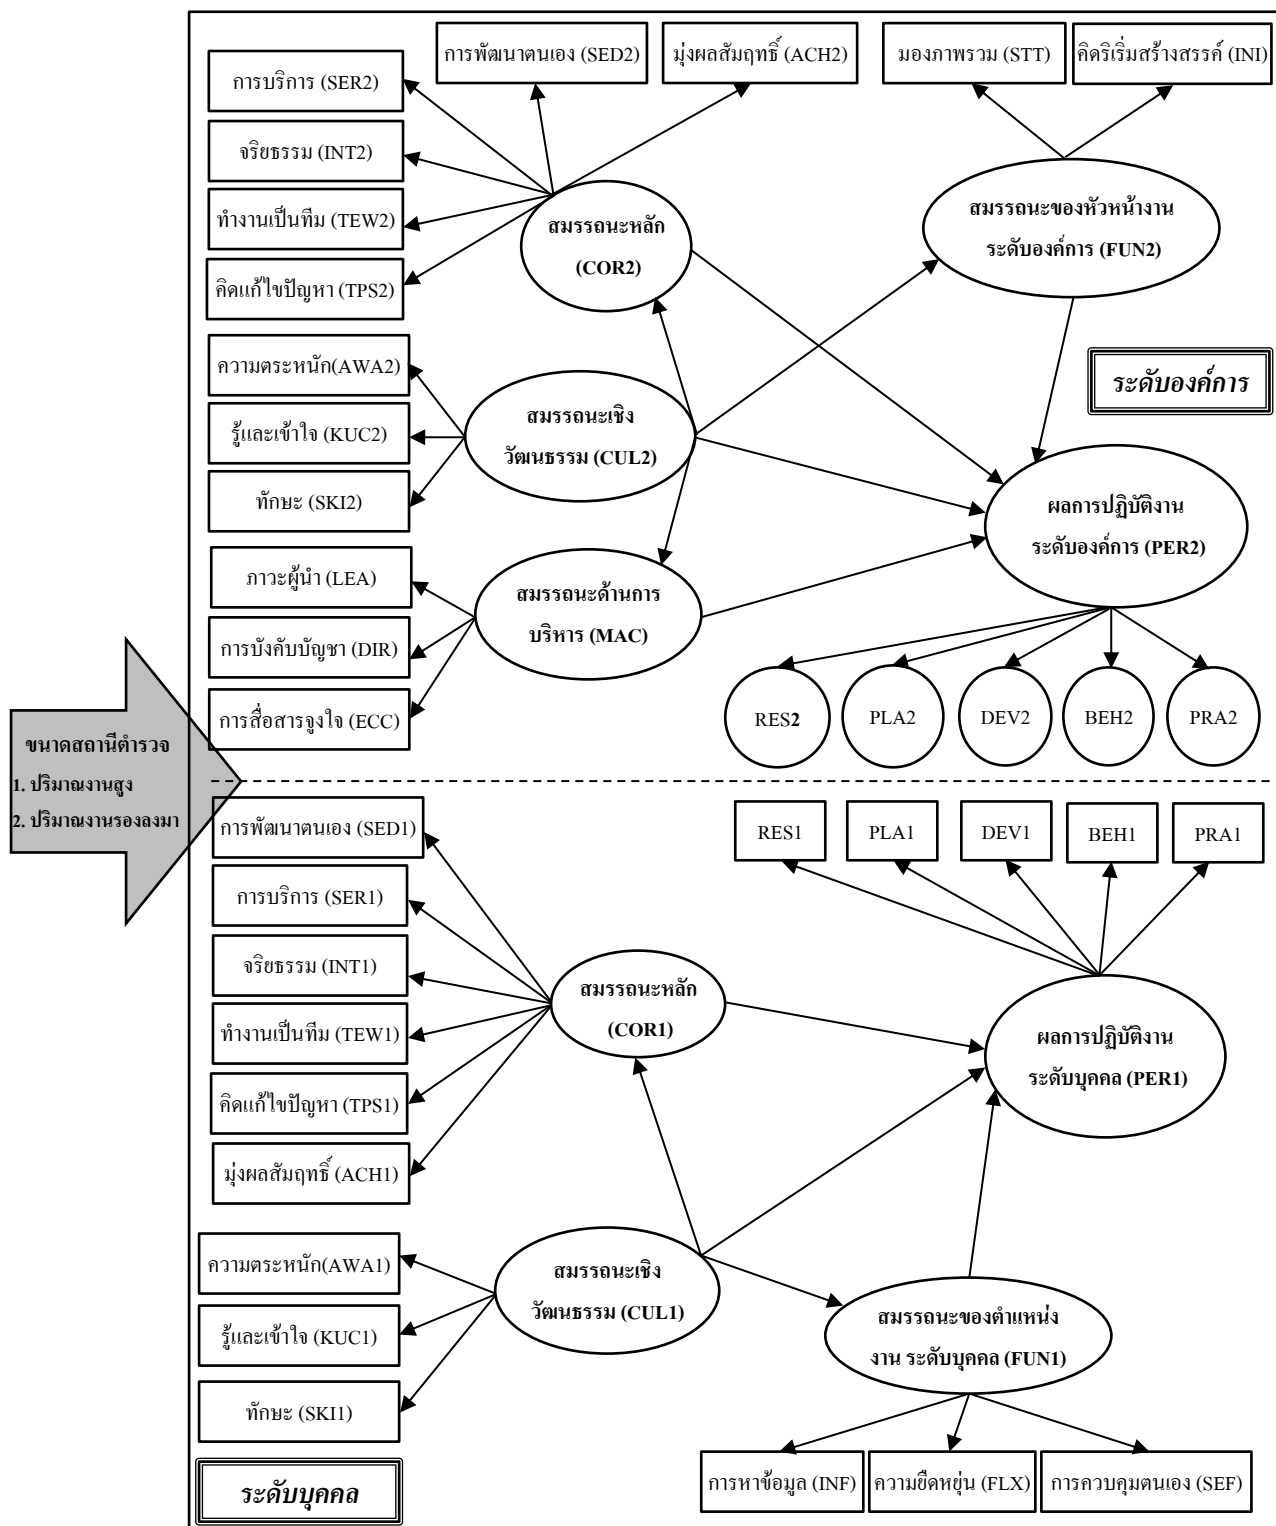 การพัฒนาตนเอง (SED2)
มุ่งผลสัมฤทธิ์ (ACH2)
มองภาพรวม (STT)
คิดริเริ่มสร้างสรรค์ (INI)
การบริการ (SER2)
จริยธรรม (INT2)
ทำงานเป็นทีม (TEW2)
คิดแก้ไขปัญหา (TPS2)
สมรรถนะหลัก
(COR2)
สมรรถนะของหัวหน้างาน
ระดับองค์การ (FUN2)
ความตระหนัก(AWA2)
รู้และเข้าใจ (KUC2)
ทักษะ (SKI2)
สมรรถนะเชิง
วัฒนธรรม (CUL2)
ระดับองค์การ
ผลการปฏิบัติงาน
ระดับองค์การ (PER2)
ภาวะผู้นำ (LEA)
การบังคับบัญชา (DIR)
การสื่อสารจูงใจ (ECC)
สมรรถนะด้านการ
บริหาร (MAC)
RES2
PLA2
DEV2
BEH2
PRA2
ขนาดสถานีตำรวจ
1. ปริมาณงานสูง
2. ปริมาณงานรองลงมา
การพัฒนาตนเอง (SED1)
การบริการ (SER1)
จริยธรรม (INT1)
ทำงานเป็นทีม (TEW1)
คิดแก้ไขปัญหา (TPS1)
มุ่งผลสัมฤทธิ์ (ACH1)
RES1
PLA1
DEV1
BEH1
PRA1
สมรรถนะหลัก
(COR1)
ผลการปฏิบัติงาน
ระดับบุคคล (PER1)
ความตระหนัก(AWA1)
รู้และเข้าใจ (KUC1)
ทักษะ (SKI1)
สมรรถนะเชิง
วัฒนธรรม (CUL1)
สมรรถนะของตำแหน่ง
งาน ระดับบุคคล (FUN1)
การหาข้อมูล (INF)
ความยืดหยุ่น (FLX)
การควบคุมตนเอง (SEF)
ระดับบุคคล